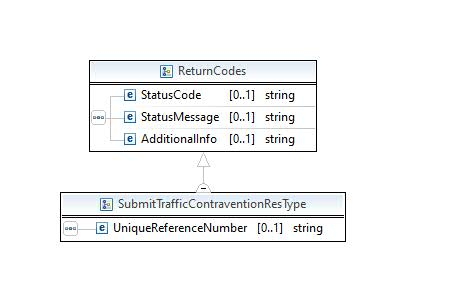 ReturnCodes
StatusCode [0..1] string
StatusMessage [0..1] string
AdditionalInfo [0..1] string
SubmitTrafficContraventionResType
UniqueReferenceNumber [0..1] string